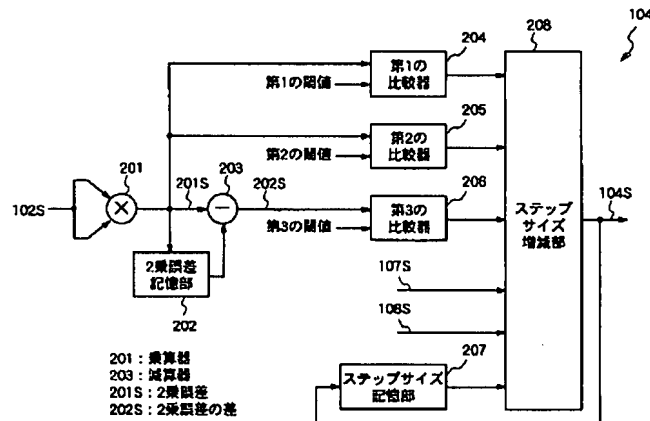 104
204
208
第1の
比較器
第1の閾値
205
第2の
比較器
第2の閾値
201
201S
203
202S
206
102S
第3の
比較器
第3の閾値
104S
ステップ
サイズ
増減部
2乗誤差
記憶部
202
107S
108S
207
ステップサイズ
記憶部
201：乗算器
203：減算器
201S：2乗誤差
202S：2乗誤差の差